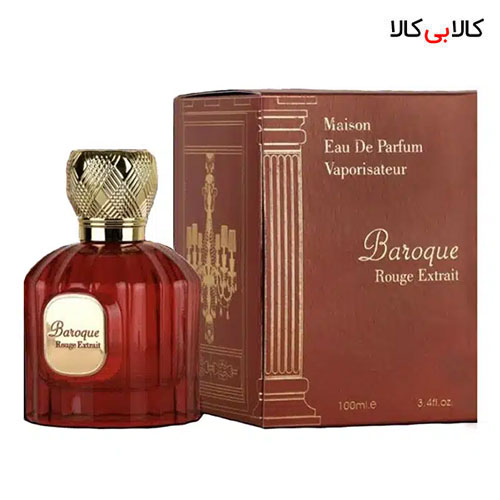 کالابی‌کالا
Maison
Eau De Parfum
Vaporisateur
Baroque
Rouge Extrait
Baroque
Rouge Extrait
100ml.e
3.4fl.oz.